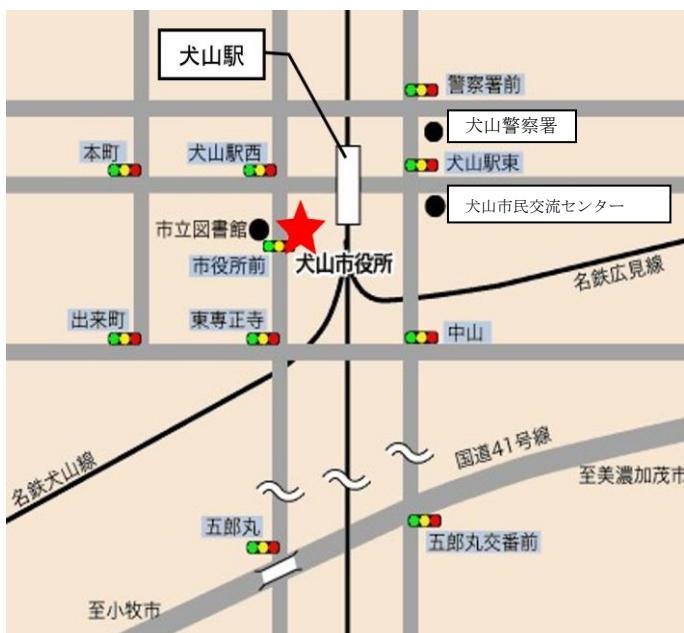 犬山駅
警察署前
犬山警察署
本町
犬山駅西
犬山駅東
犬山市民交流センター
市立図書館
市役所前
犬山市役所
名鉄広見線
出来町
東専正寺
中山
名鉄犬山線
国道41号線
至美濃加茂市
五郎丸
五郎丸交番前
至小牧市